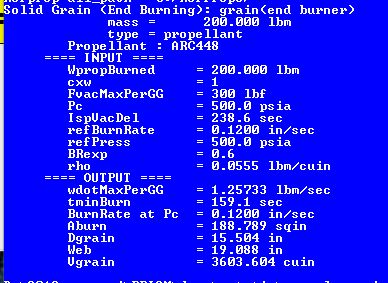 Solid Grain (End Burning): grain(end burner)
mass = 200.000 lbm
type = propellant
Propellant : ARC448
==== INPUT ====
WpropBurned = 200.000 lbm
cxw = 1
FvacMaxPerGG = 300 lbf
Pc = 500.0 psia
IspVacDel = 238.6 sec
refBurnRate = 0.1200 in/sec
refPress = 500.0 psia
BRexp = 0.6
rho = 0.0555 lbm/cuin
==== OUTPUT ====
wdotMaxPerGG = 1.25733 lbm/sec
tminBurn = 159.1 sec
BurnRate at Pc = 0.1200 in/sec
Aburn = 188.789 sqin
Dgrain = 15.504 in
Web = 19.088 in
Vgrain = 3603.604 cuin